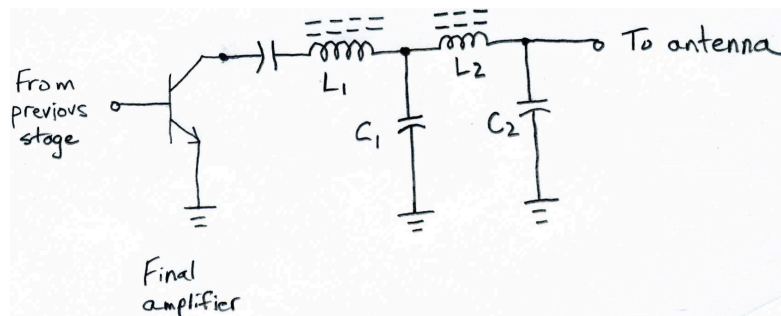 From
previous
stage
L1
L2
C1
C2
To antenna
Final
amplifier